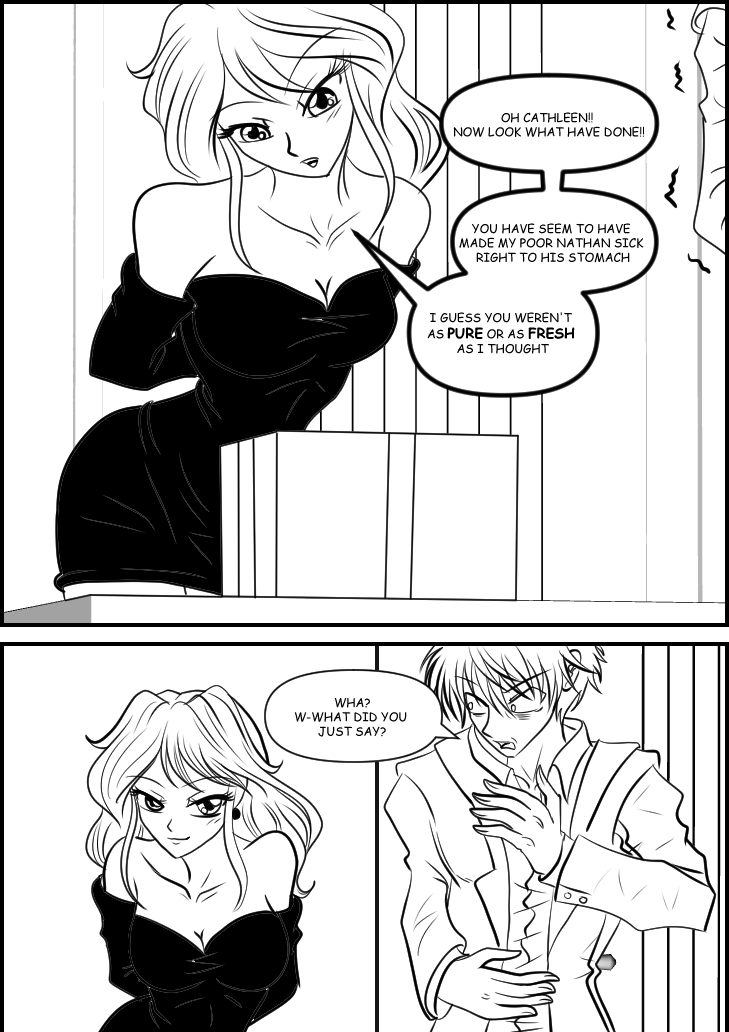 OH CATHLEEN!!
NOW LOOK WHAT HAVE DONE!!
YOU HAVE SEEM TO HAVE
MADE MY POOR NATHAN SICK
RIGHT TO HIS STOMACH
I GUESS YOU WEREN'T
AS PURE OR AS FRESH
AS I THOUGHT
WHA?
W-WHAT DID YOU
JUST SAY?